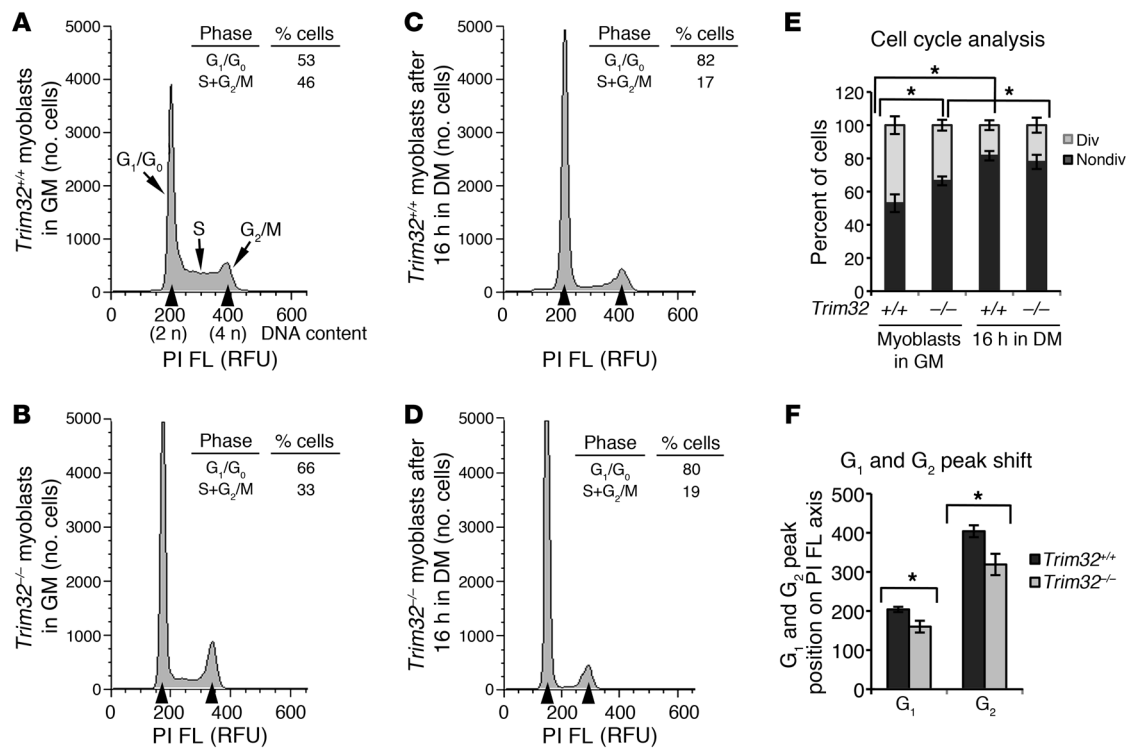 A
Trim32+/+ myoblasts
in GM (no. cells)
5000
4000
3000
2000
1000
0
Phase % cells
G1/G0 53
S+G2/M 46
G1/G0
S
G2/M
0 200 400 600
(2 n) (4 n) DNA content
PI FL (RFU)
B
Trim32–/– myoblasts
in GM (no. cells)
5000
4000
3000
2000
1000
0
Phase % cells
G1/G0 66
S+G2/M 33
0 200 400 600
PI FL (RFU)
C
Trim32+/+ myoblasts after
16 h in DM (no. cells)
5000
4000
3000
2000
1000
0
Phase % cells
G1/G0 82
S+G2/M 17
0 200 400 600
PI FL (RFU)
D
Trim32–/– myoblasts after
16 h in DM (no. cells)
5000
4000
3000
2000
1000
0
Phase % cells
G1/G0 80
S+G2/M 19
0 200 400 600
PI FL (RFU)
E
Cell cycle analysis
Percent of cells
120
100
80
60
40
20
0
*
* *
Div
Nondiv
Trim32 +/+ –/– +/+ –/–
Myoblasts 16 h in DM
in GM
F
G1 and G2 peak shift
G1 and G2 peak
position on PI FL axis
500
400
300
200
100
0
*
*
Trim32+/+
Trim32–/–
G1 G2